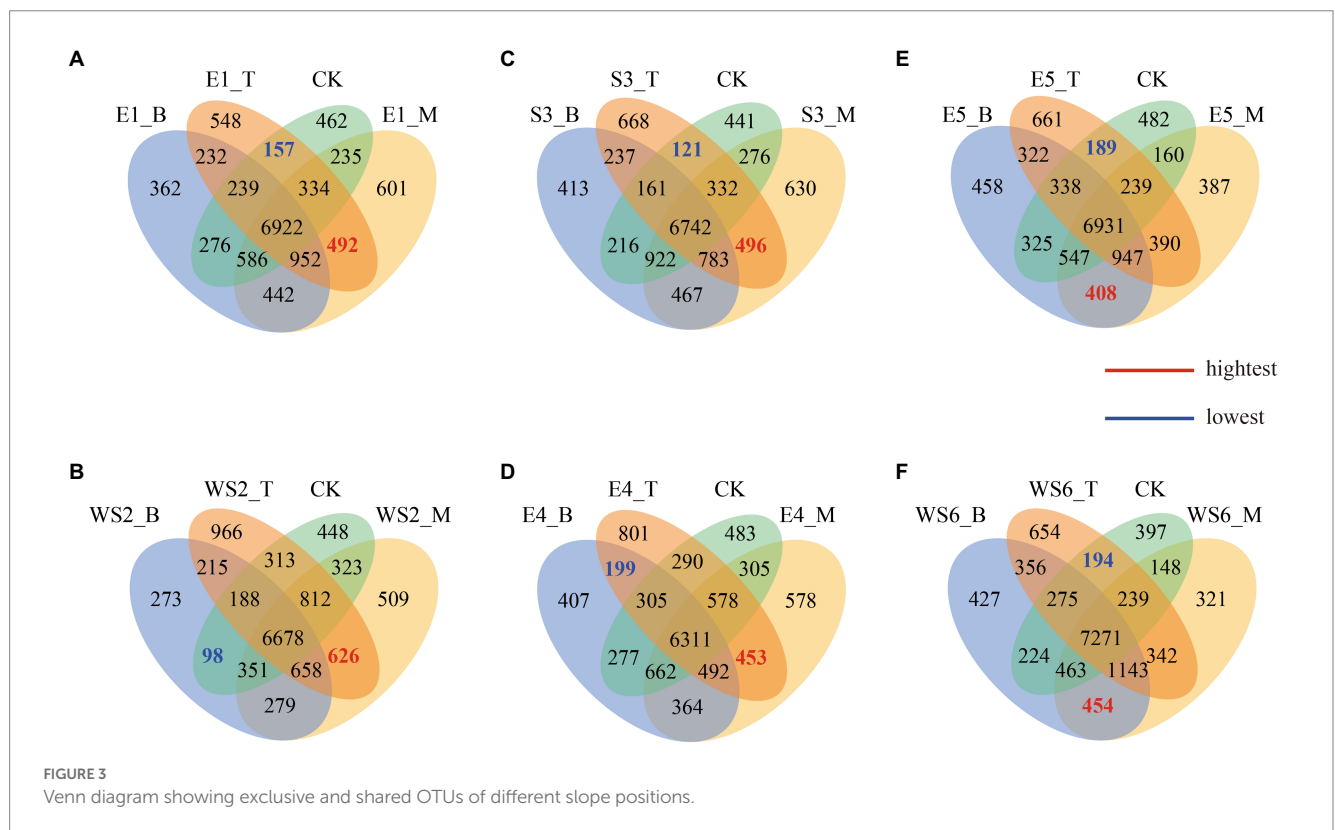 A
E1_T CK
E1_B E1_M
548 462
232 157 235
362 239 334 601
6922
276 586 952 492
442
C
S3_T CK
S3_B S3_M
668 441
237 121 276
413 161 332 630
6742
216 922 783 496
467
E
E5_T CK
E5_B E5_M
661 482
322 189 160
458 338 239 387
6931
325 547 947 390
408
hightest
lowest
B
WS2_T CK
WS2_B WS2_M
966 448
215 313 323
273 188 812 509
6678
98 351 658 626
279
D
E4_T CK
E4_B E4_M
801 483
199 290 305
407 305 578 578
6311
277 662 492 453
364
F
WS6_T CK
WS6_B WS6_M
654 397
356 194 148
427 275 239 321
7271
224 463 1143 342
454
FIGURE 3
Venn diagram showing exclusive and shared OTUs of different slope positions.